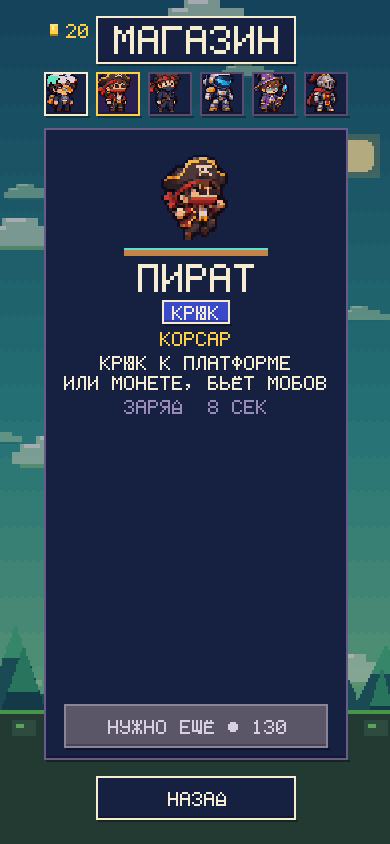 20
МАГАЗИН
ПИРАТ
КРЮК
КОРСАР
КРЮК К ПЛАТФОРМЕ
ИЛИ МОНЕТЕ, БЬЁТ МОБОВ
ЗАРЯД 8 СЕК
НУЖНО ЕЩЁ ● 130
НАЗАД